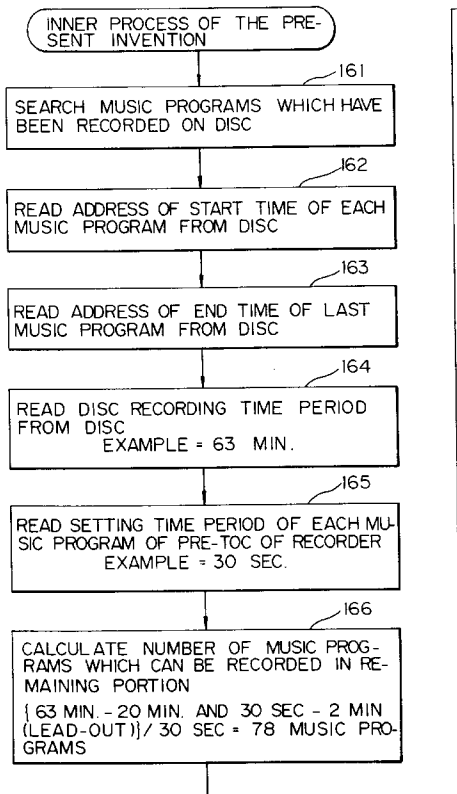 INNER PROCESS OF THE PRE-
SENT INVENTION
161
SEARCH MUSIC PROGRAMS WHICH HAVE
BEEN RECORDED ON DISC
162
READ ADDRESS OF START TIME OF EACH
MUSIC PROGRAM FROM DISC
163
READ ADDRESS OF END TIME OF LAST
MUSIC PROGRAM FROM DISC
164
READ DISC RECORDING TIME PERIOD
FROM DISC
EXAMPLE = 63 MIN.
165
READ SETTING TIME PERIOD OF EACH MU-
SIC PROGRAM OF PRE-TOC OF RECORDER
EXAMPLE = 30 SEC.
166
CALCULATE NUMBER OF MUSIC PROG-
RAMS WHICH CAN BE RECORDED IN RE-
MAINING PORTION
{63 MIN.-20 MIN. AND 30 SEC-2 MIN
(LEAD-OUT)}/30 SEC = 78 MUSIC PRO-
GRAMS